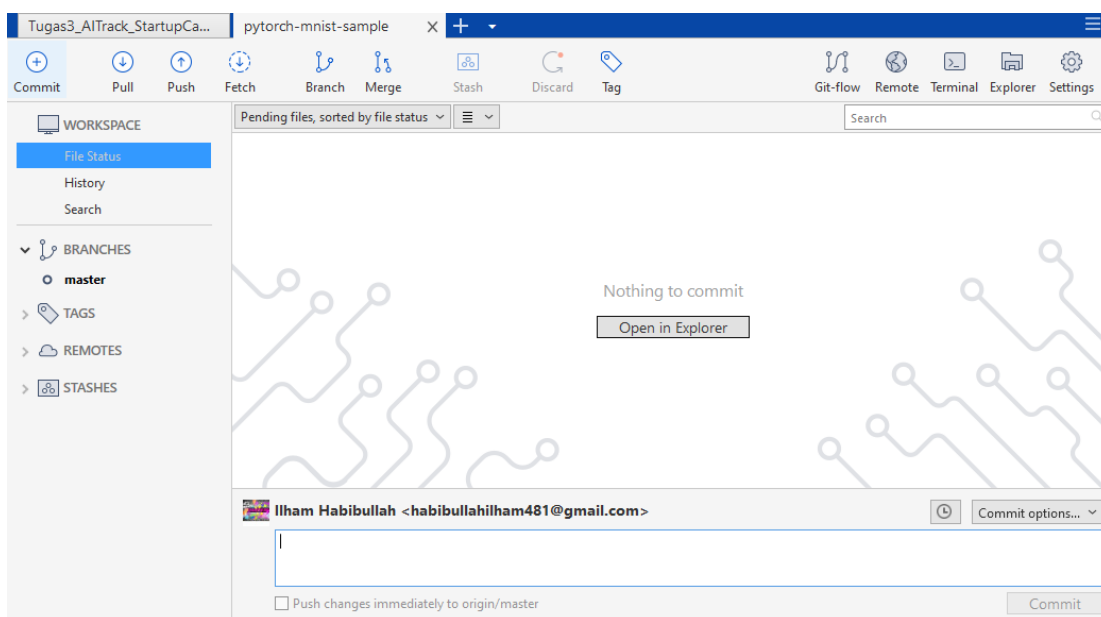 Tugas3_AITrack_StartupCa... pytorch-mnist-sample
Commit Pull Push Fetch Branch Merge Stash Discard Tag Git-flow Remote Terminal Explorer Settings
WORKSPACE
File Status
History
Search
BRANCHES
master
TAGS
REMOTES
STASHES
Pending files, sorted by file status
Search
Nothing to commit
Open in Explorer
Ilham Habibullah <habibullahilham481@gmail.com>
Commit options...
Push changes immediately to origin/master
Commit